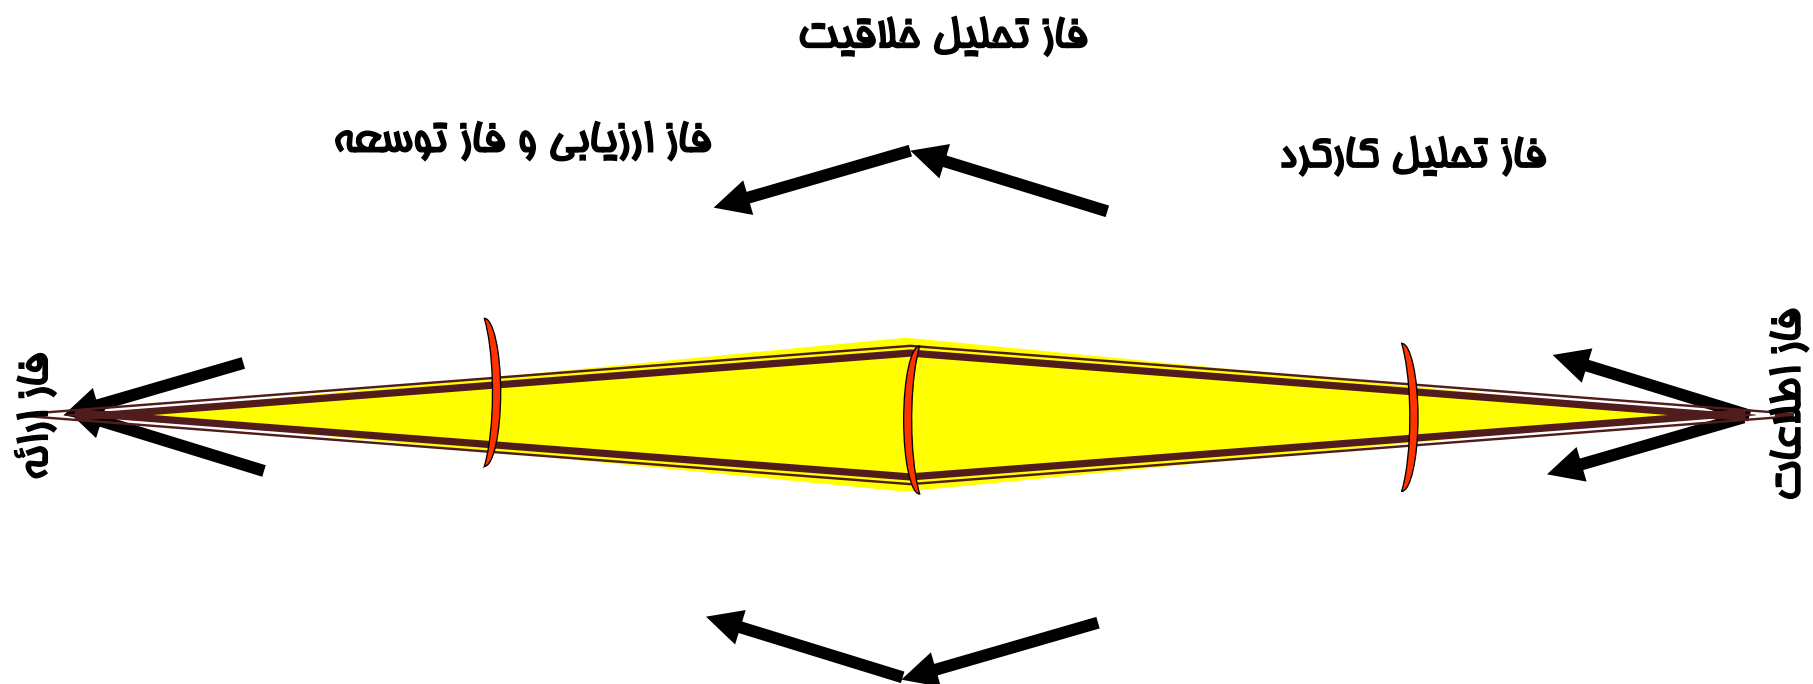 فاز تحلیل خلاقیت
فاز تحلیل کارکرد
فاز ارزیابی و فاز توسعه
فاز اطلاعات
فاز ارائه